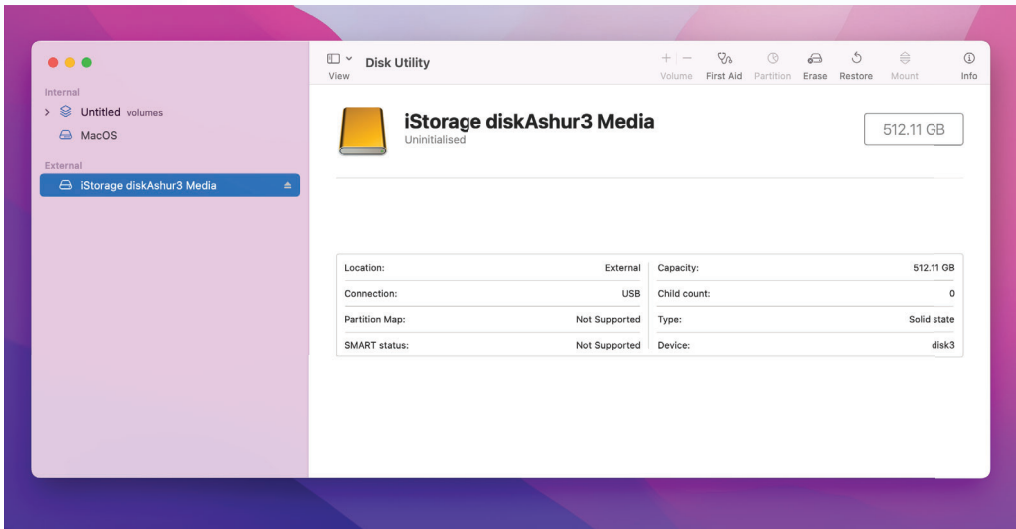 Disk Utility
View
Volume First Aid Partition Erase Restore Mount Info
Internal
Untitled volumes
MacOS
External
iStorage diskAshur3 Media
iStorage diskAshur3 Media
Uninitialised
512.11 GB
Location: External Capacity: 512.11 GB
Connection: USB Child count: 0
Partition Map: Not Supported Type: Solid state
SMART status: Not Supported Device: disk3